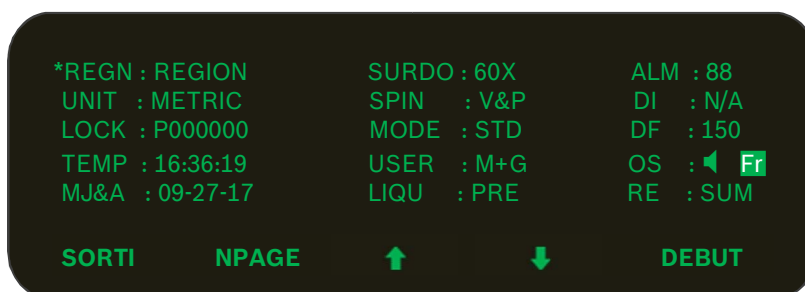 *REGN : REGION SURDO : 60X ALM : 88
UNIT : METRIC SPIN : V&P DI : N/A
LOCK : P000000 MODE : STD DF : 150
TEMP : 16:36:19 USER : M+G OS : Fr
MJ&A : 09-27-17 LIQU : PRE RE : SUM
SORTI NPAGE DEBUT